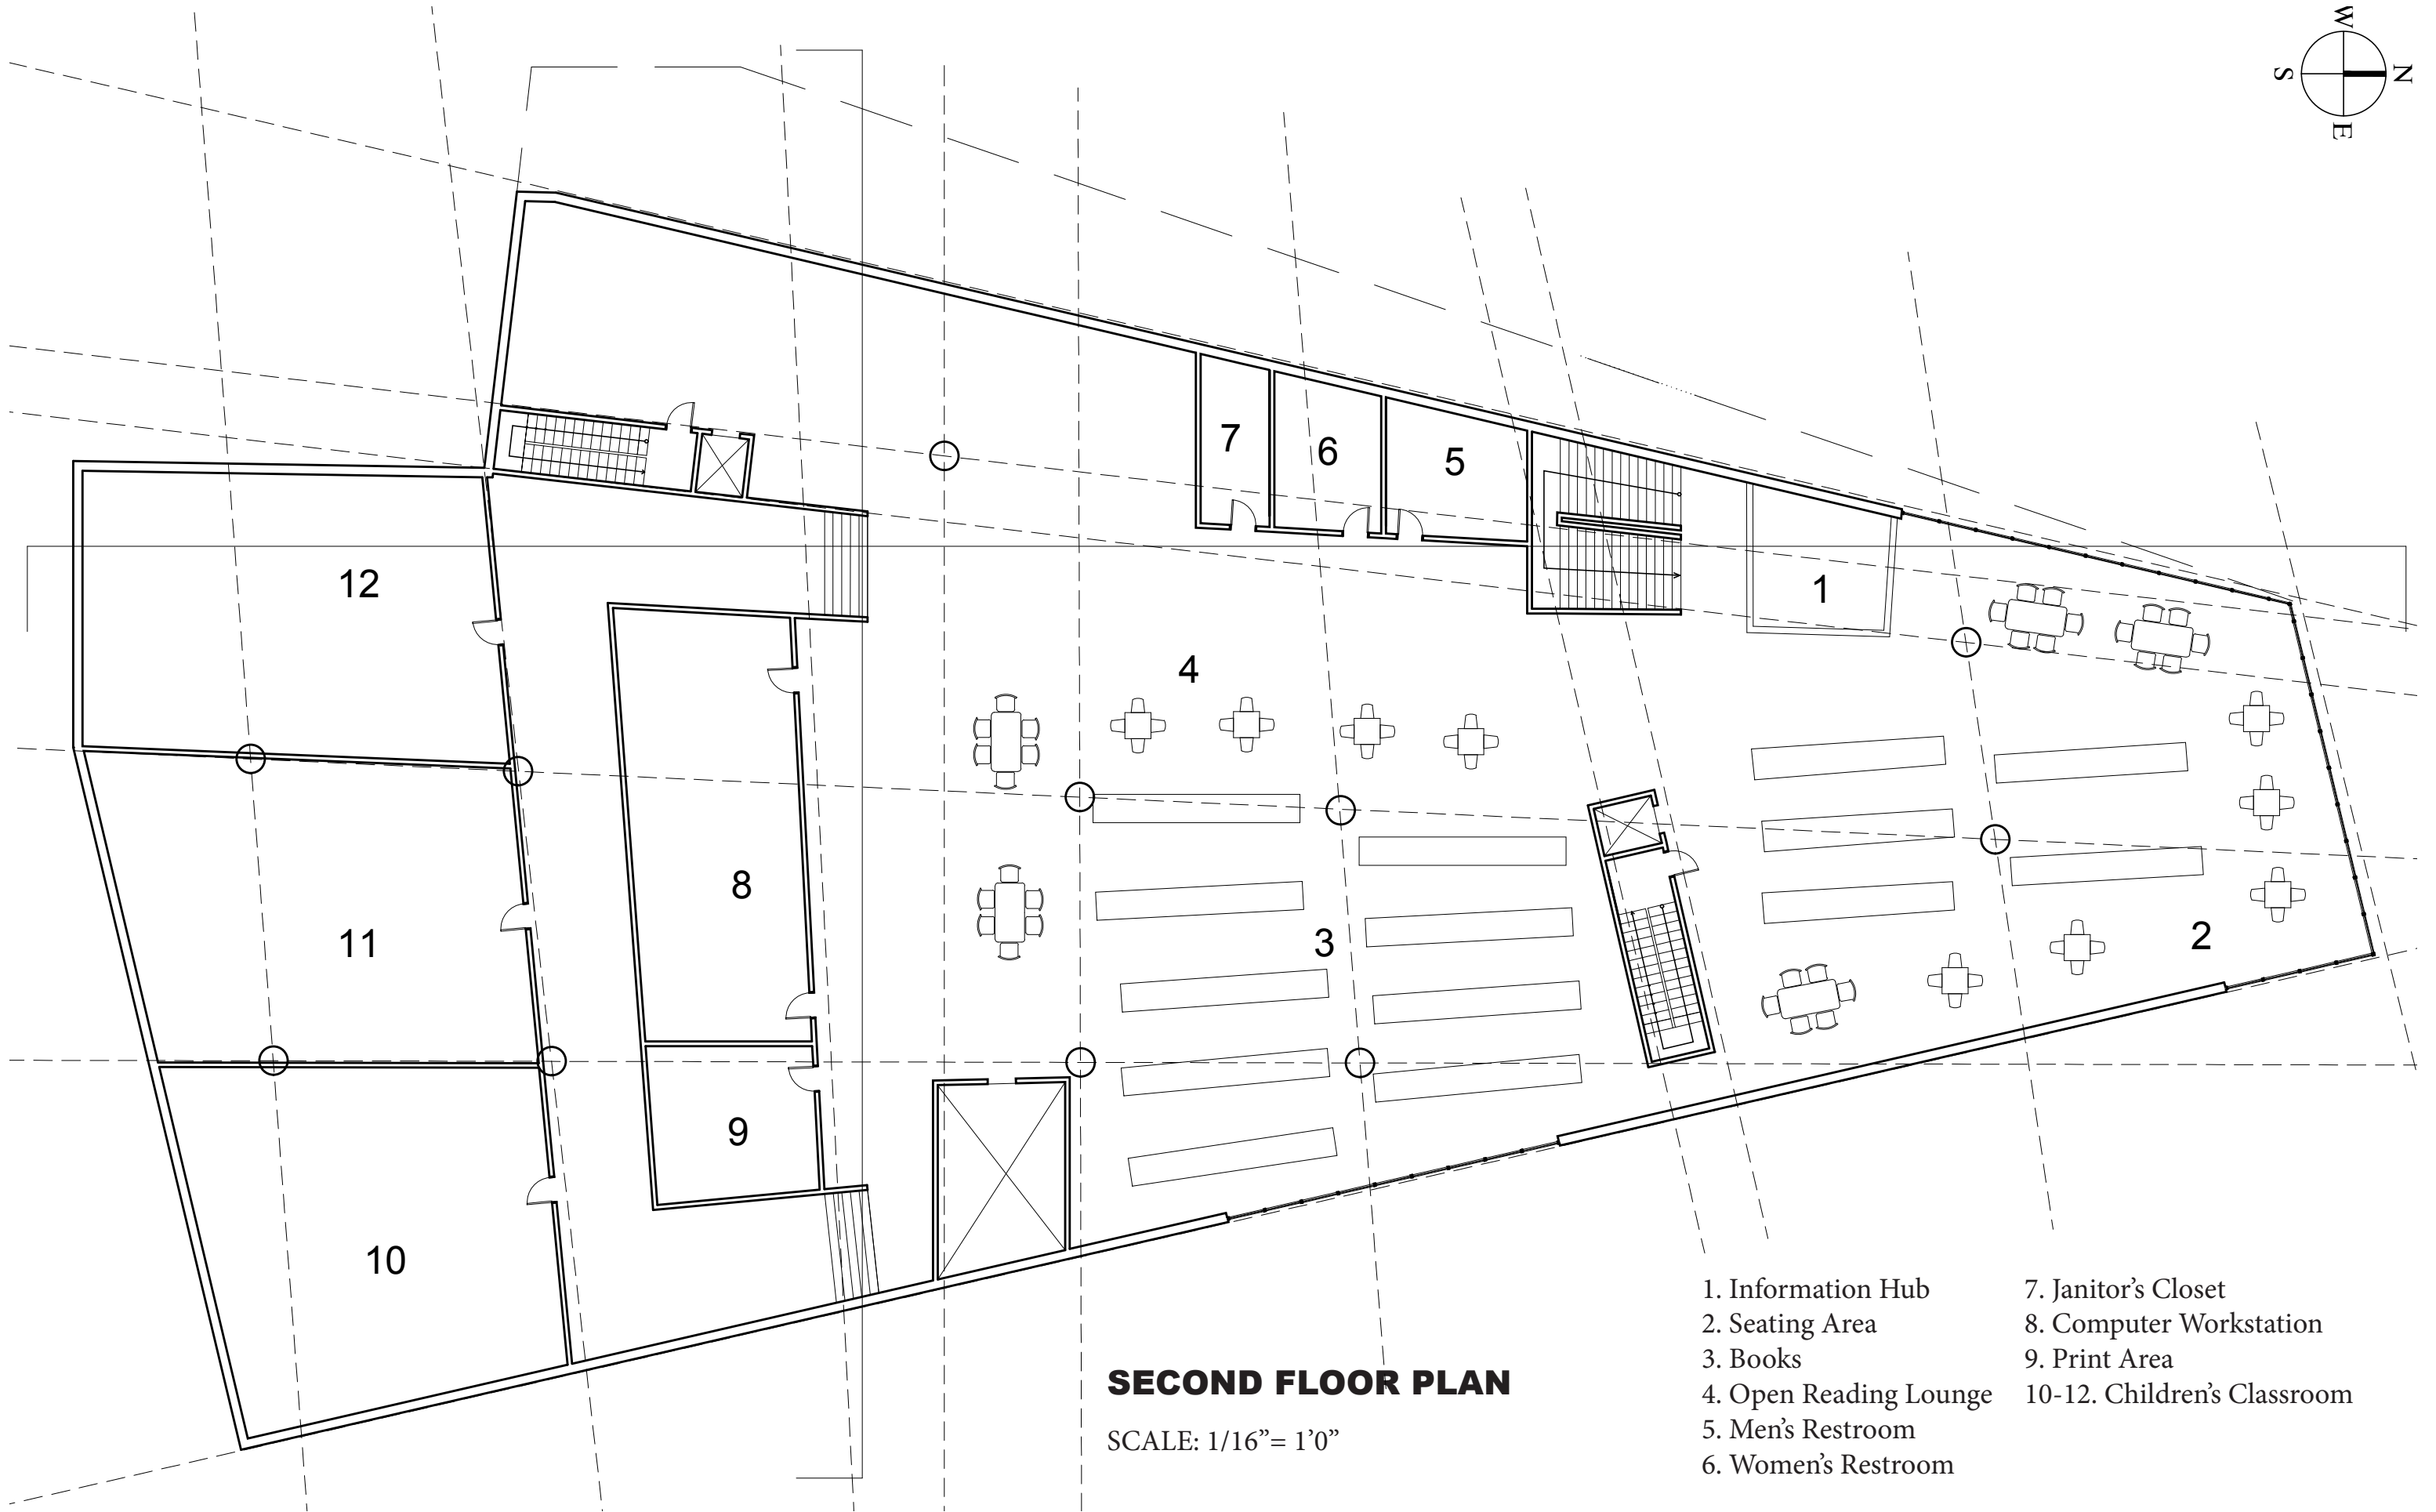 W
N
S
E
7
6
5
12
1
4
8
11
3
2
9
10
1. Information Hub
2. Seating Area
3. Books
4. Open Reading Lounge
5. Men’s Restroom
6. Women’s Restroom
7. Janitor’s Closet
8. Computer Workstation
9. Print Area
10-12. Children’s Classroom
SECOND FLOOR PLAN
SCALE: 1/16”= 1’0”